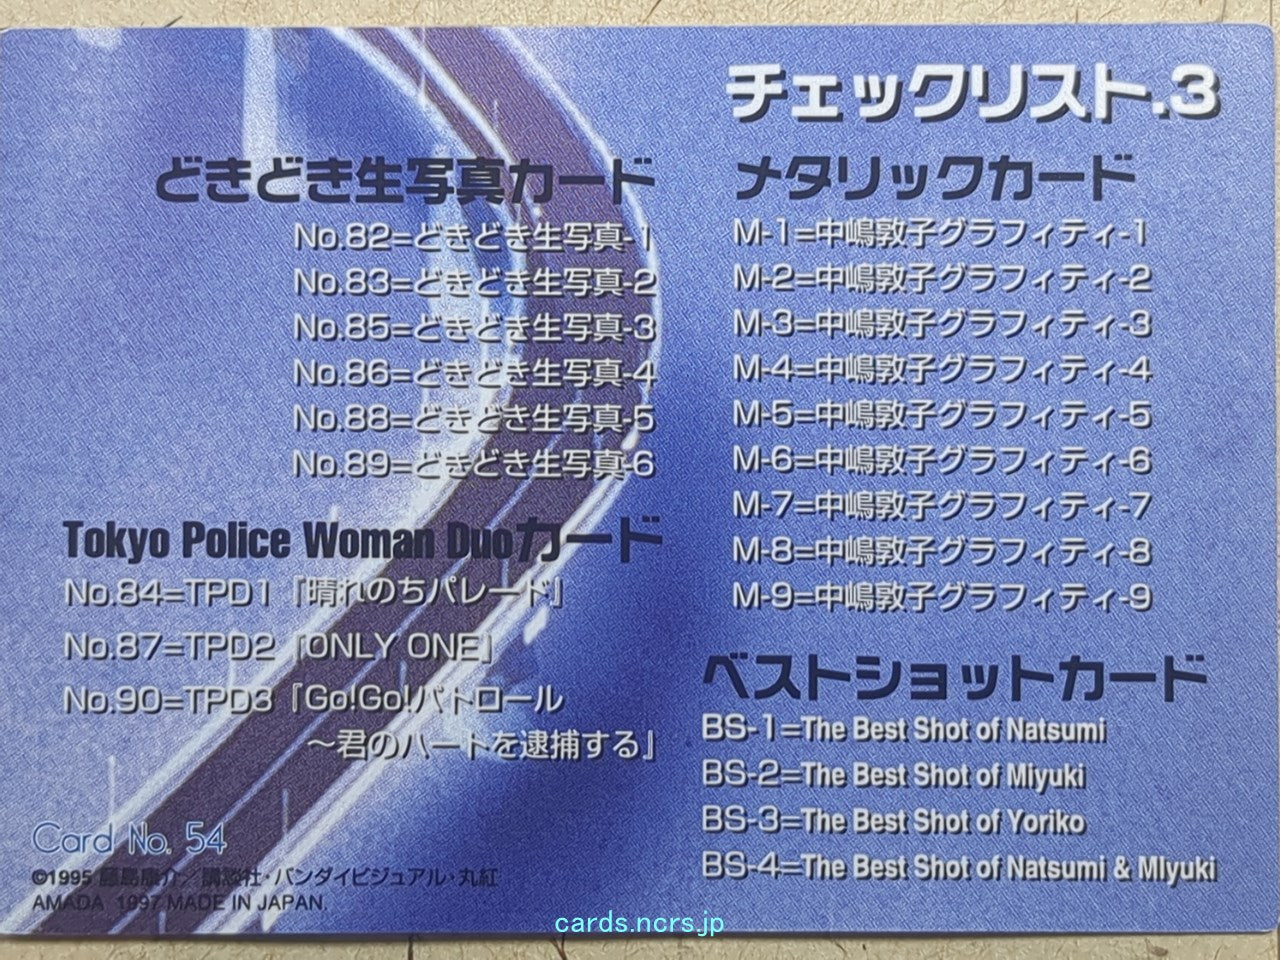 チェックリスト.3
どきどき生写真カード
No.82=どきどき生写真-1
No.83=どきどき生写真-2
No.85=どきどき生写真-3
No.86=どきどき生写真-4
No.88=どきどき生写真-5
No.89=どきどき生写真-6
Tokyo Police Woman Duoカード
No.84=TPD1「晴れのちパレード」
No.87=TPD2「ONLY ONE」
No.90=TPD3「Go!Go!パトロール
〜君のハートを逮捕する』
メタリックカード
M-1=中嶋敦子グラフィティ-1
M-2=中嶋敦子グラフィティ-2
M-3=中嶋敦子グラフィティ-3
M-4=中嶋敦子グラフィティ-4
M-5=中嶋敦子グラフィティ-5
M-6=中嶋敦子グラフィティ-6
M-7=中嶋敦子グラフィティ-7
M-8=中嶋敦子グラフィティ-8
M-9=中嶋敦子グラフィティ-9
ベストショットカード
BS-1=The Best Shot of Natsumi
BS-2=The Best Shot of Miyuki
BS-3=The Best Shot of Yoriko
BS-4=The Best Shot of Natsumi & MIyuki
Card No. 54
©1995 藤島康介／講談社・バンダイビジュアル・丸紅
AMADA 1997 MADE IN JAPAN.
cards.ncrs.jp